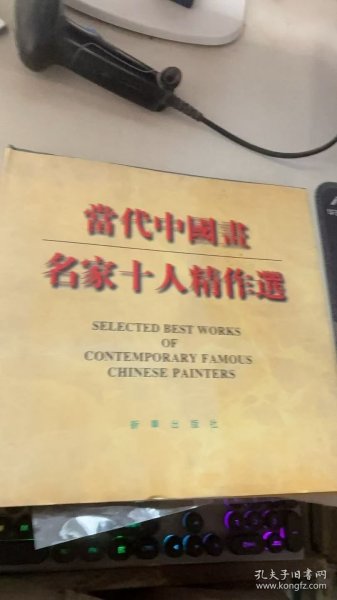 當代中國畫
名家十人精作選
SELECTED BEST WORKS
OF
CONTEMPORARY FAMOUS
CHINESE PAINTERS
新華出版社
孔夫子旧书网
kongfz.com